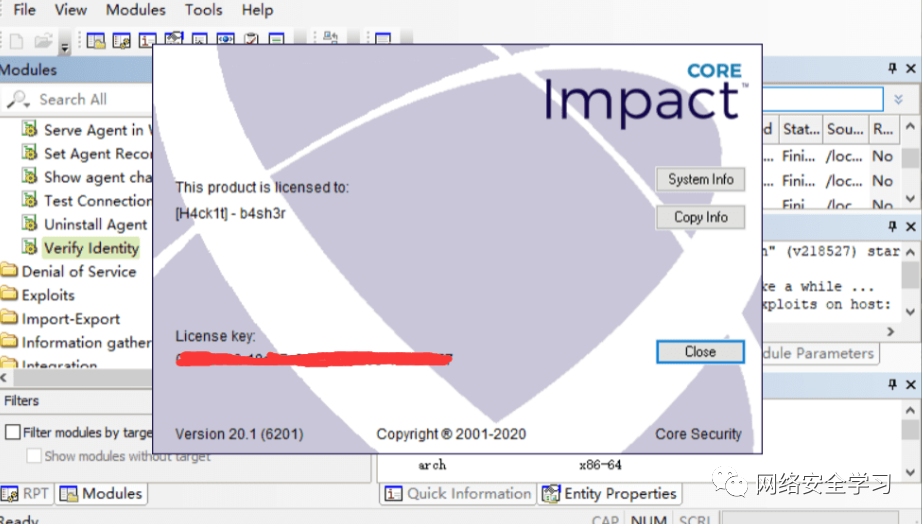 File View Modules Tools Help
Modules
Search All
Serve Agent in
Set Agent Reco
Show agent cha
Test Connection
Uninstall Agent
Verify Identity
Denial of Service
Exploits
Import-Export
Information gather
Integration
Filters
Filter modules by targe
Show modules without target
RPT Modules
Ready
CORE
Impact™
This product is licensed to:
[H4ck1t] - b4sh3r
System Info
Copy Info
License key:
Close
Version 20.1 (6201) Copyright ® 2001-2020 Core Security
d Stat... Sou... R...
... Fini... /loc... No
... Fini... /loc... No
Fini... /loc... No
" (v218527) star
ke a while ...
xploits on host:
dule Parameters
arch x86-64
Quick Information Entity Properties
网络安全学习
CAP NUM SCRL